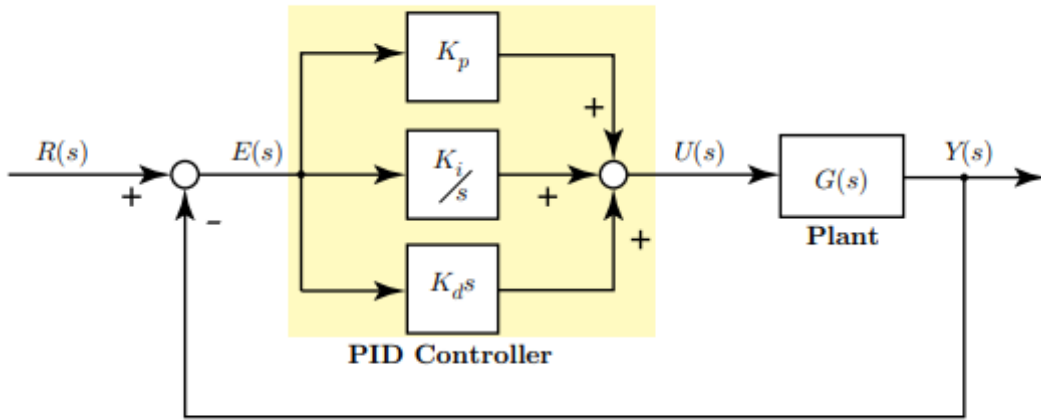 K_p
R(s)
E(s)
K_i
/s
U(s)
G(s)
Y(s)
+
+
+
+
-
Plant
K_d s
PID Controller